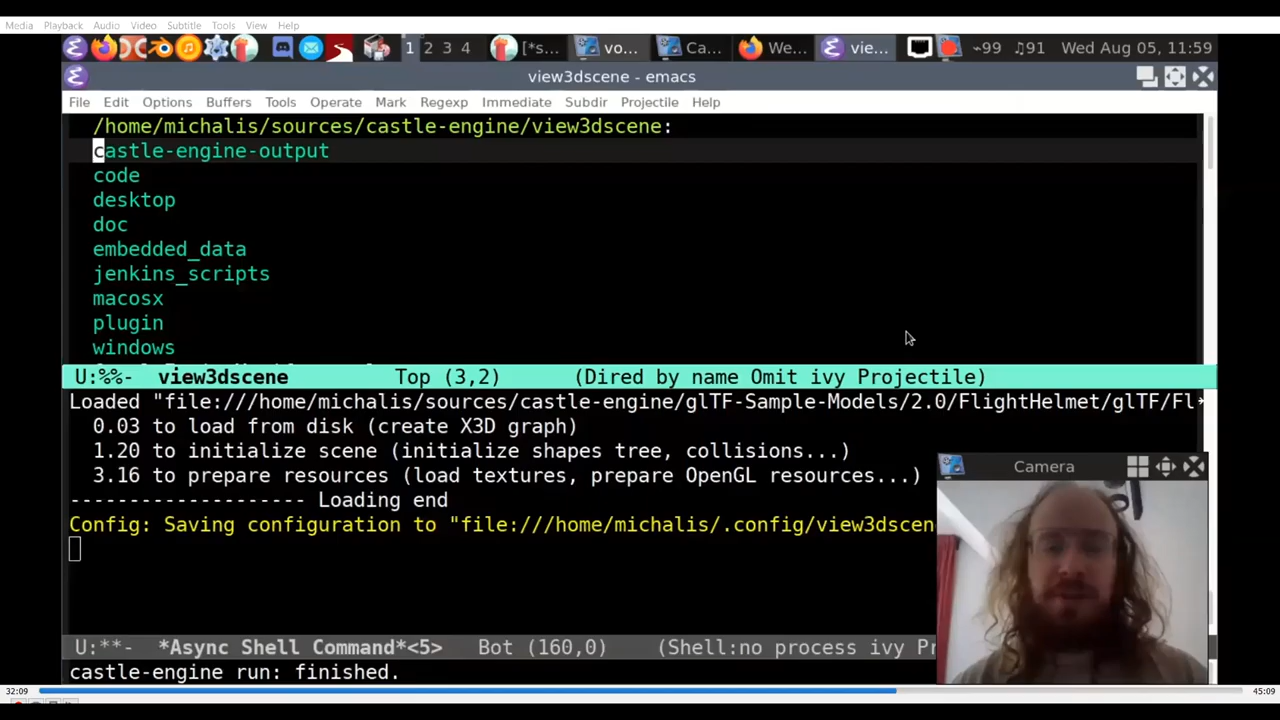 Media Playback Audio Video Subtitle Tools View Help
1 2 3 4 [*s... vo... Ca... We... vie... ~99 ♫91 Wed Aug 05, 11:59
view3dscene - emacs
File Edit Options Buffers Tools Operate Mark Regexp Immediate Subdir Projectile Help
/home/michalis/sources/castle-engine/view3dscene:
castle-engine-output
code
desktop
doc
embedded_data
jenkins_scripts
macosx
plugin
windows
U:%%- view3dscene Top (3,2) (Dired by name Omit ivy Projectile)
Loaded "file:///home/michalis/sources/castle-engine/glTF-Sample-Models/2.0/FlightHelmet/glTF/Fl
0.03 to load from disk (create X3D graph)
1.20 to initialize scene (initialize shapes tree, collisions...)
3.16 to prepare resources (load textures, prepare OpenGL resources...)
-------------------- Loading end
Config: Saving configuration to "file:///home/michalis/.config/view3dscen
Camera
U:**- *Async Shell Command*<5> Bot (160,0) (Shell:no process ivy Pr
castle-engine run: finished.
32:09 45:09